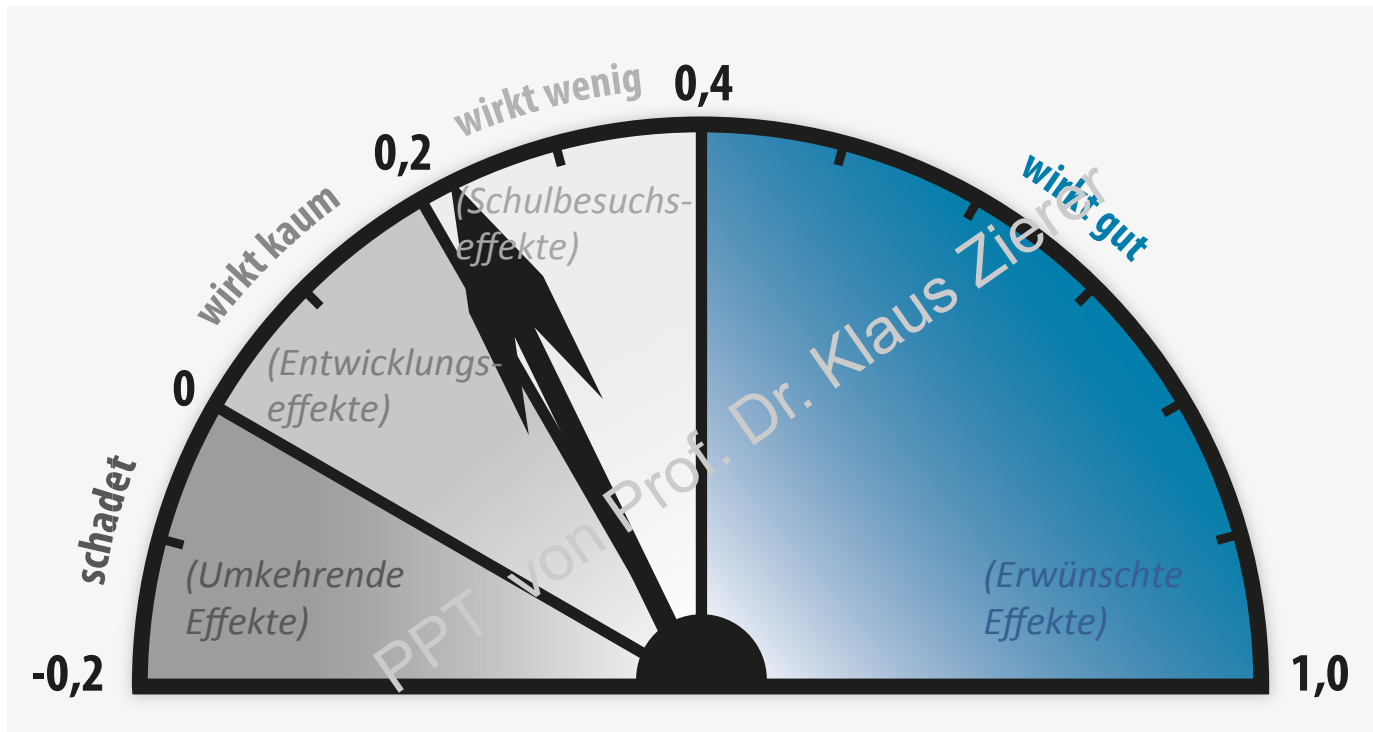 wirkt wenig
0,4
0,2
wirkt gut
(Schulbesuchs-
effekte)
wirkt kaum
(Entwicklungs-
effekte)
0
schadet
(Umkehrende
Effekte)
(Erwünschte
Effekte)
-0,2
1,0
PPT von Prof. Dr. Klaus Zierer